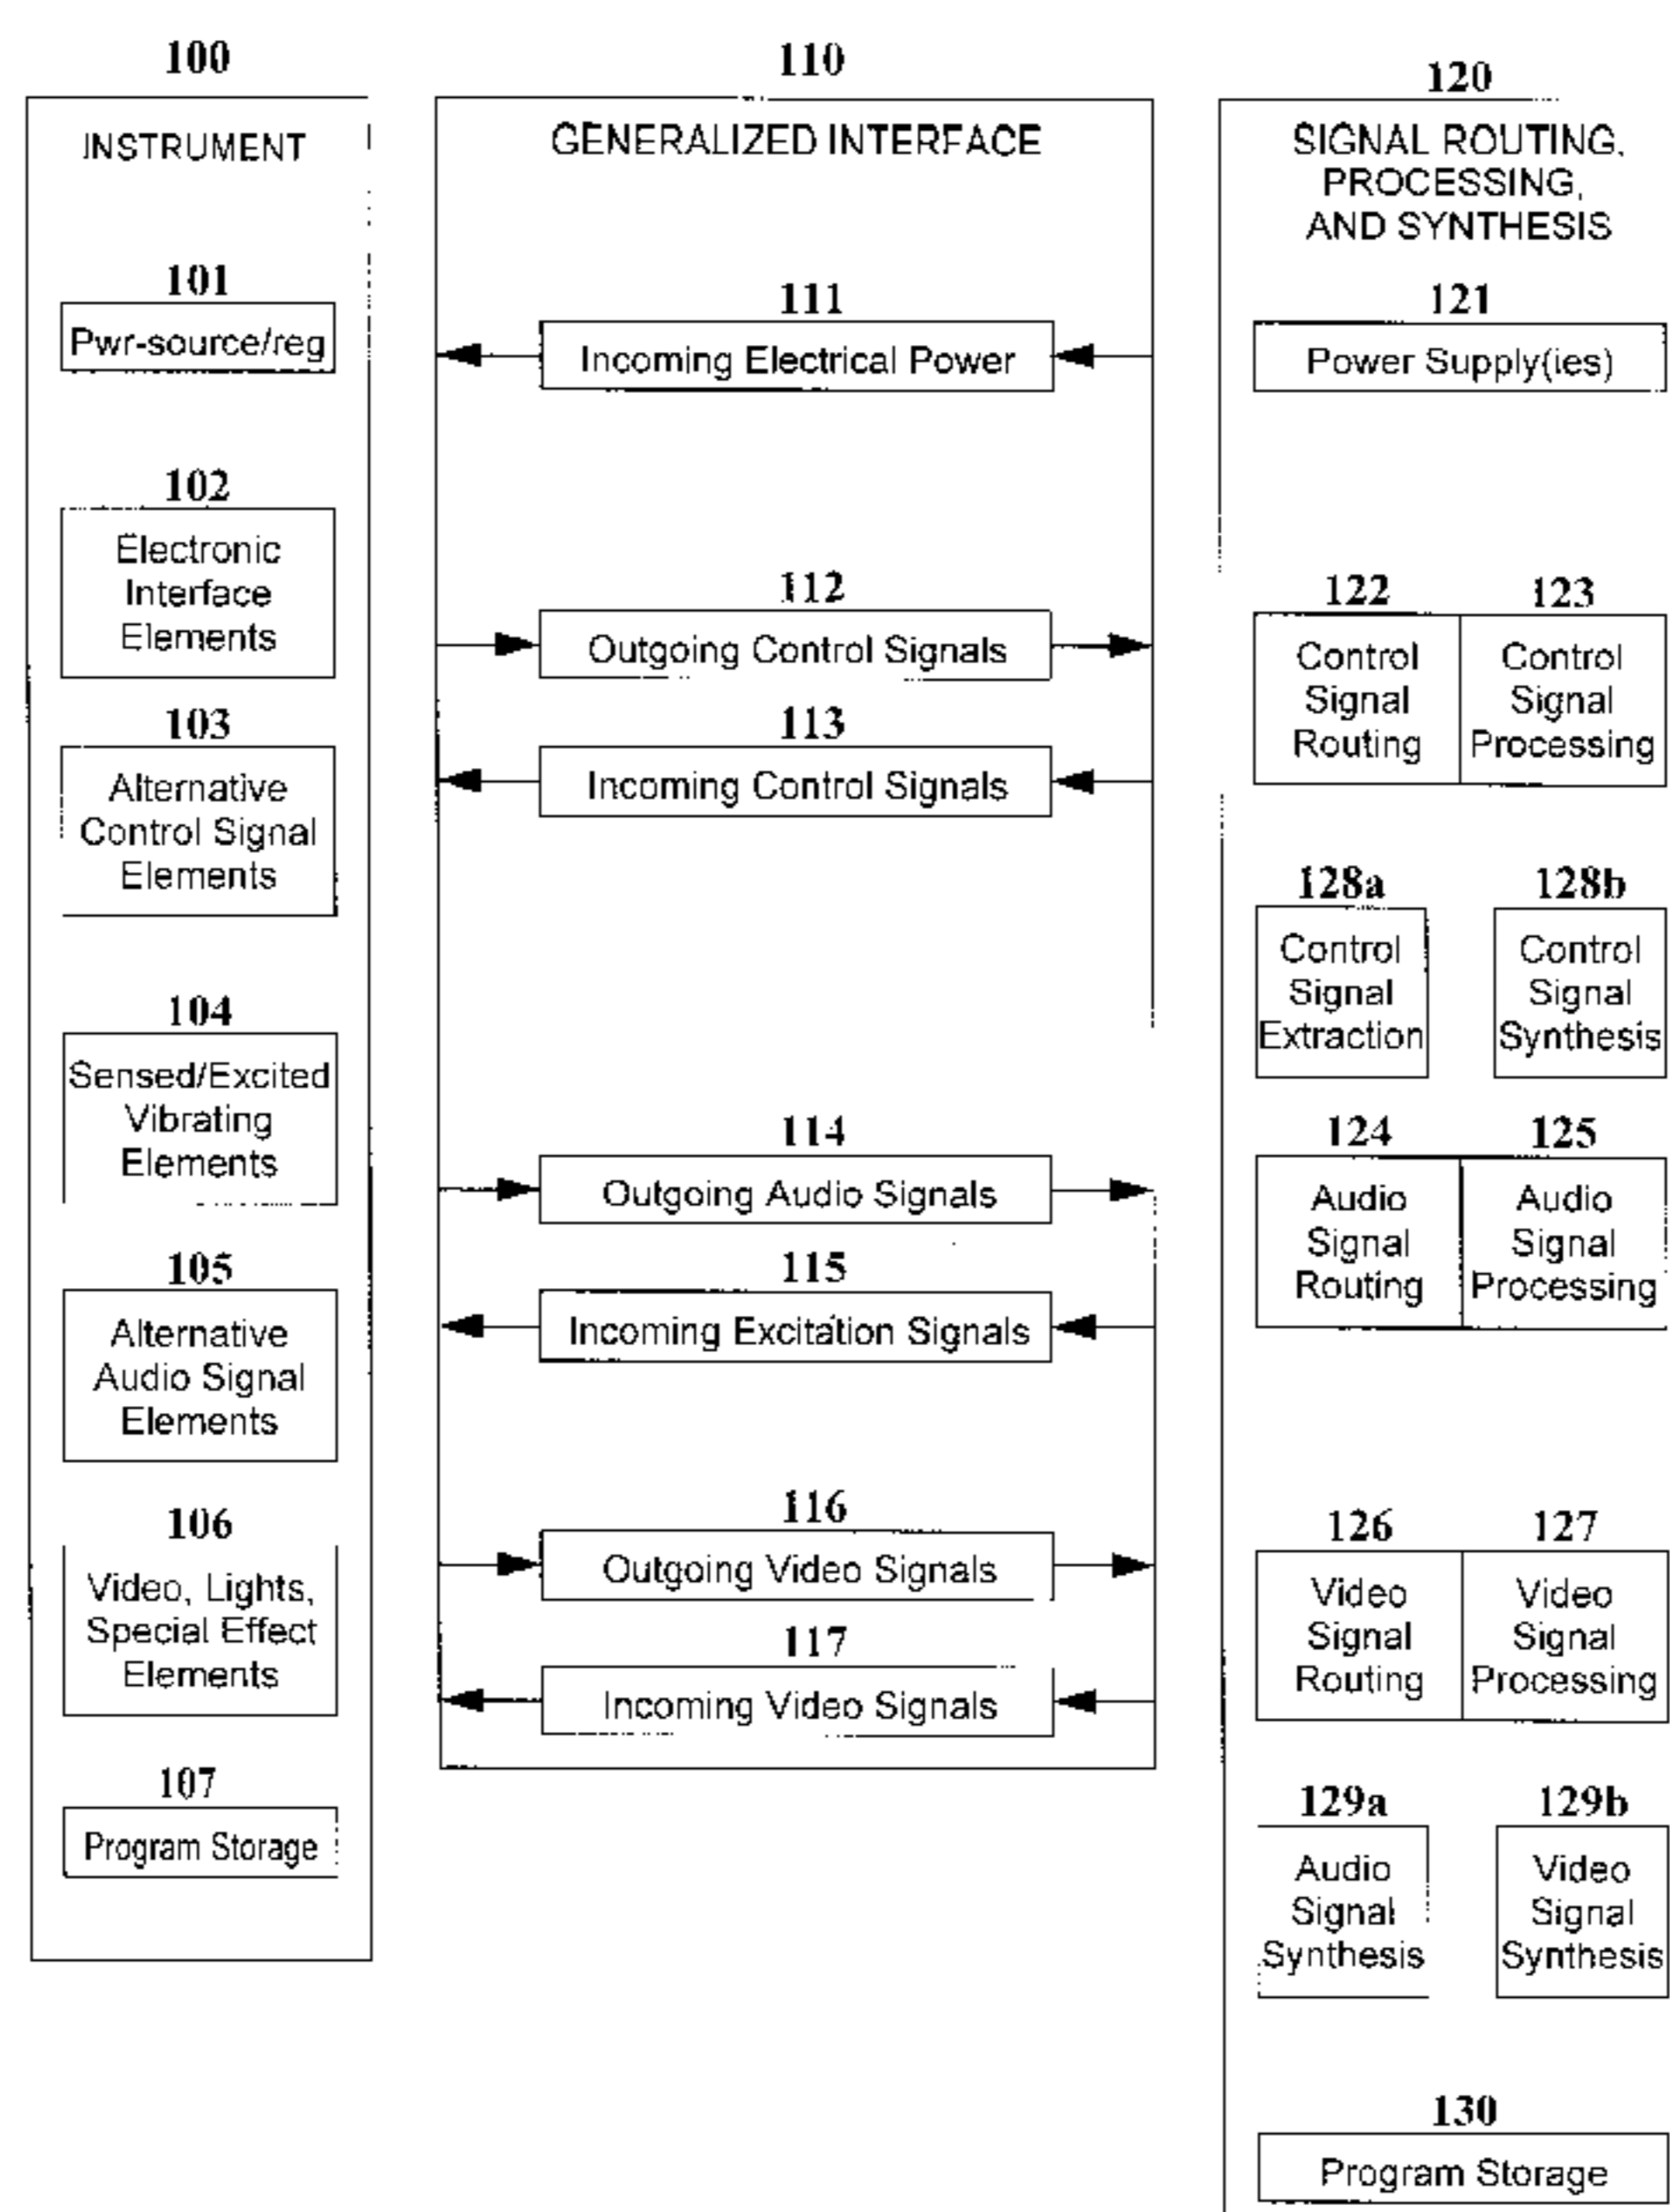 100
INSTRUMENT
101
Pwr-source/reg
102
Electronic
Interface
Elements
103
Alternative
Control Signal
Elements
104
Sensed/Excited
Vibrating
Elements
105
Alternative
Audio Signal
Elements
106
Video, Lights,
Special Effect
Elements
107
Program Storage
110
GENERALIZED INTERFACE
111
Incoming Electrical Power
112
Outgoing Control Signals
113
Incoming Control Signals
114
Outgoing Audio Signals
115
Incoming Excitation Signals
116
Outgoing Video Signals
117
Incoming Video Signals
120
SIGNAL ROUTING,
PROCESSING,
AND SYNTHESIS
121
Power Supply(ies)
122
Control
Signal
Routing
123
Control
Signal
Processing
128a
Control
Signal
Extraction
128b
Control
Signal
Synthesis
124
Audio
Signal
Routing
125
Audio
Signal
Processing
126
Video
Signal
Routing
127
Video
Signal
Processing
129a
Audio
Signal
Synthesis
129b
Video
Signal
Synthesis
130
Program Storage